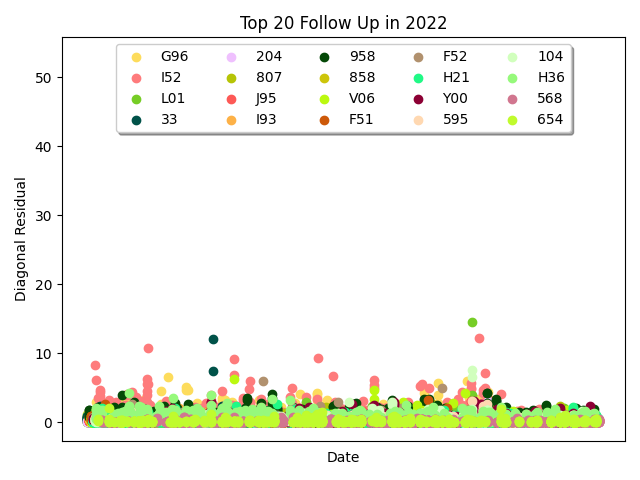 Top 20 Follow Up in 2022
G96 204 958 F52 104
I52 807 858 H21 H36
L01 J95 V06 Y00 568
33 I93 F51 595 654
50
40
30
20
10
0
Diagonal Residual
Date